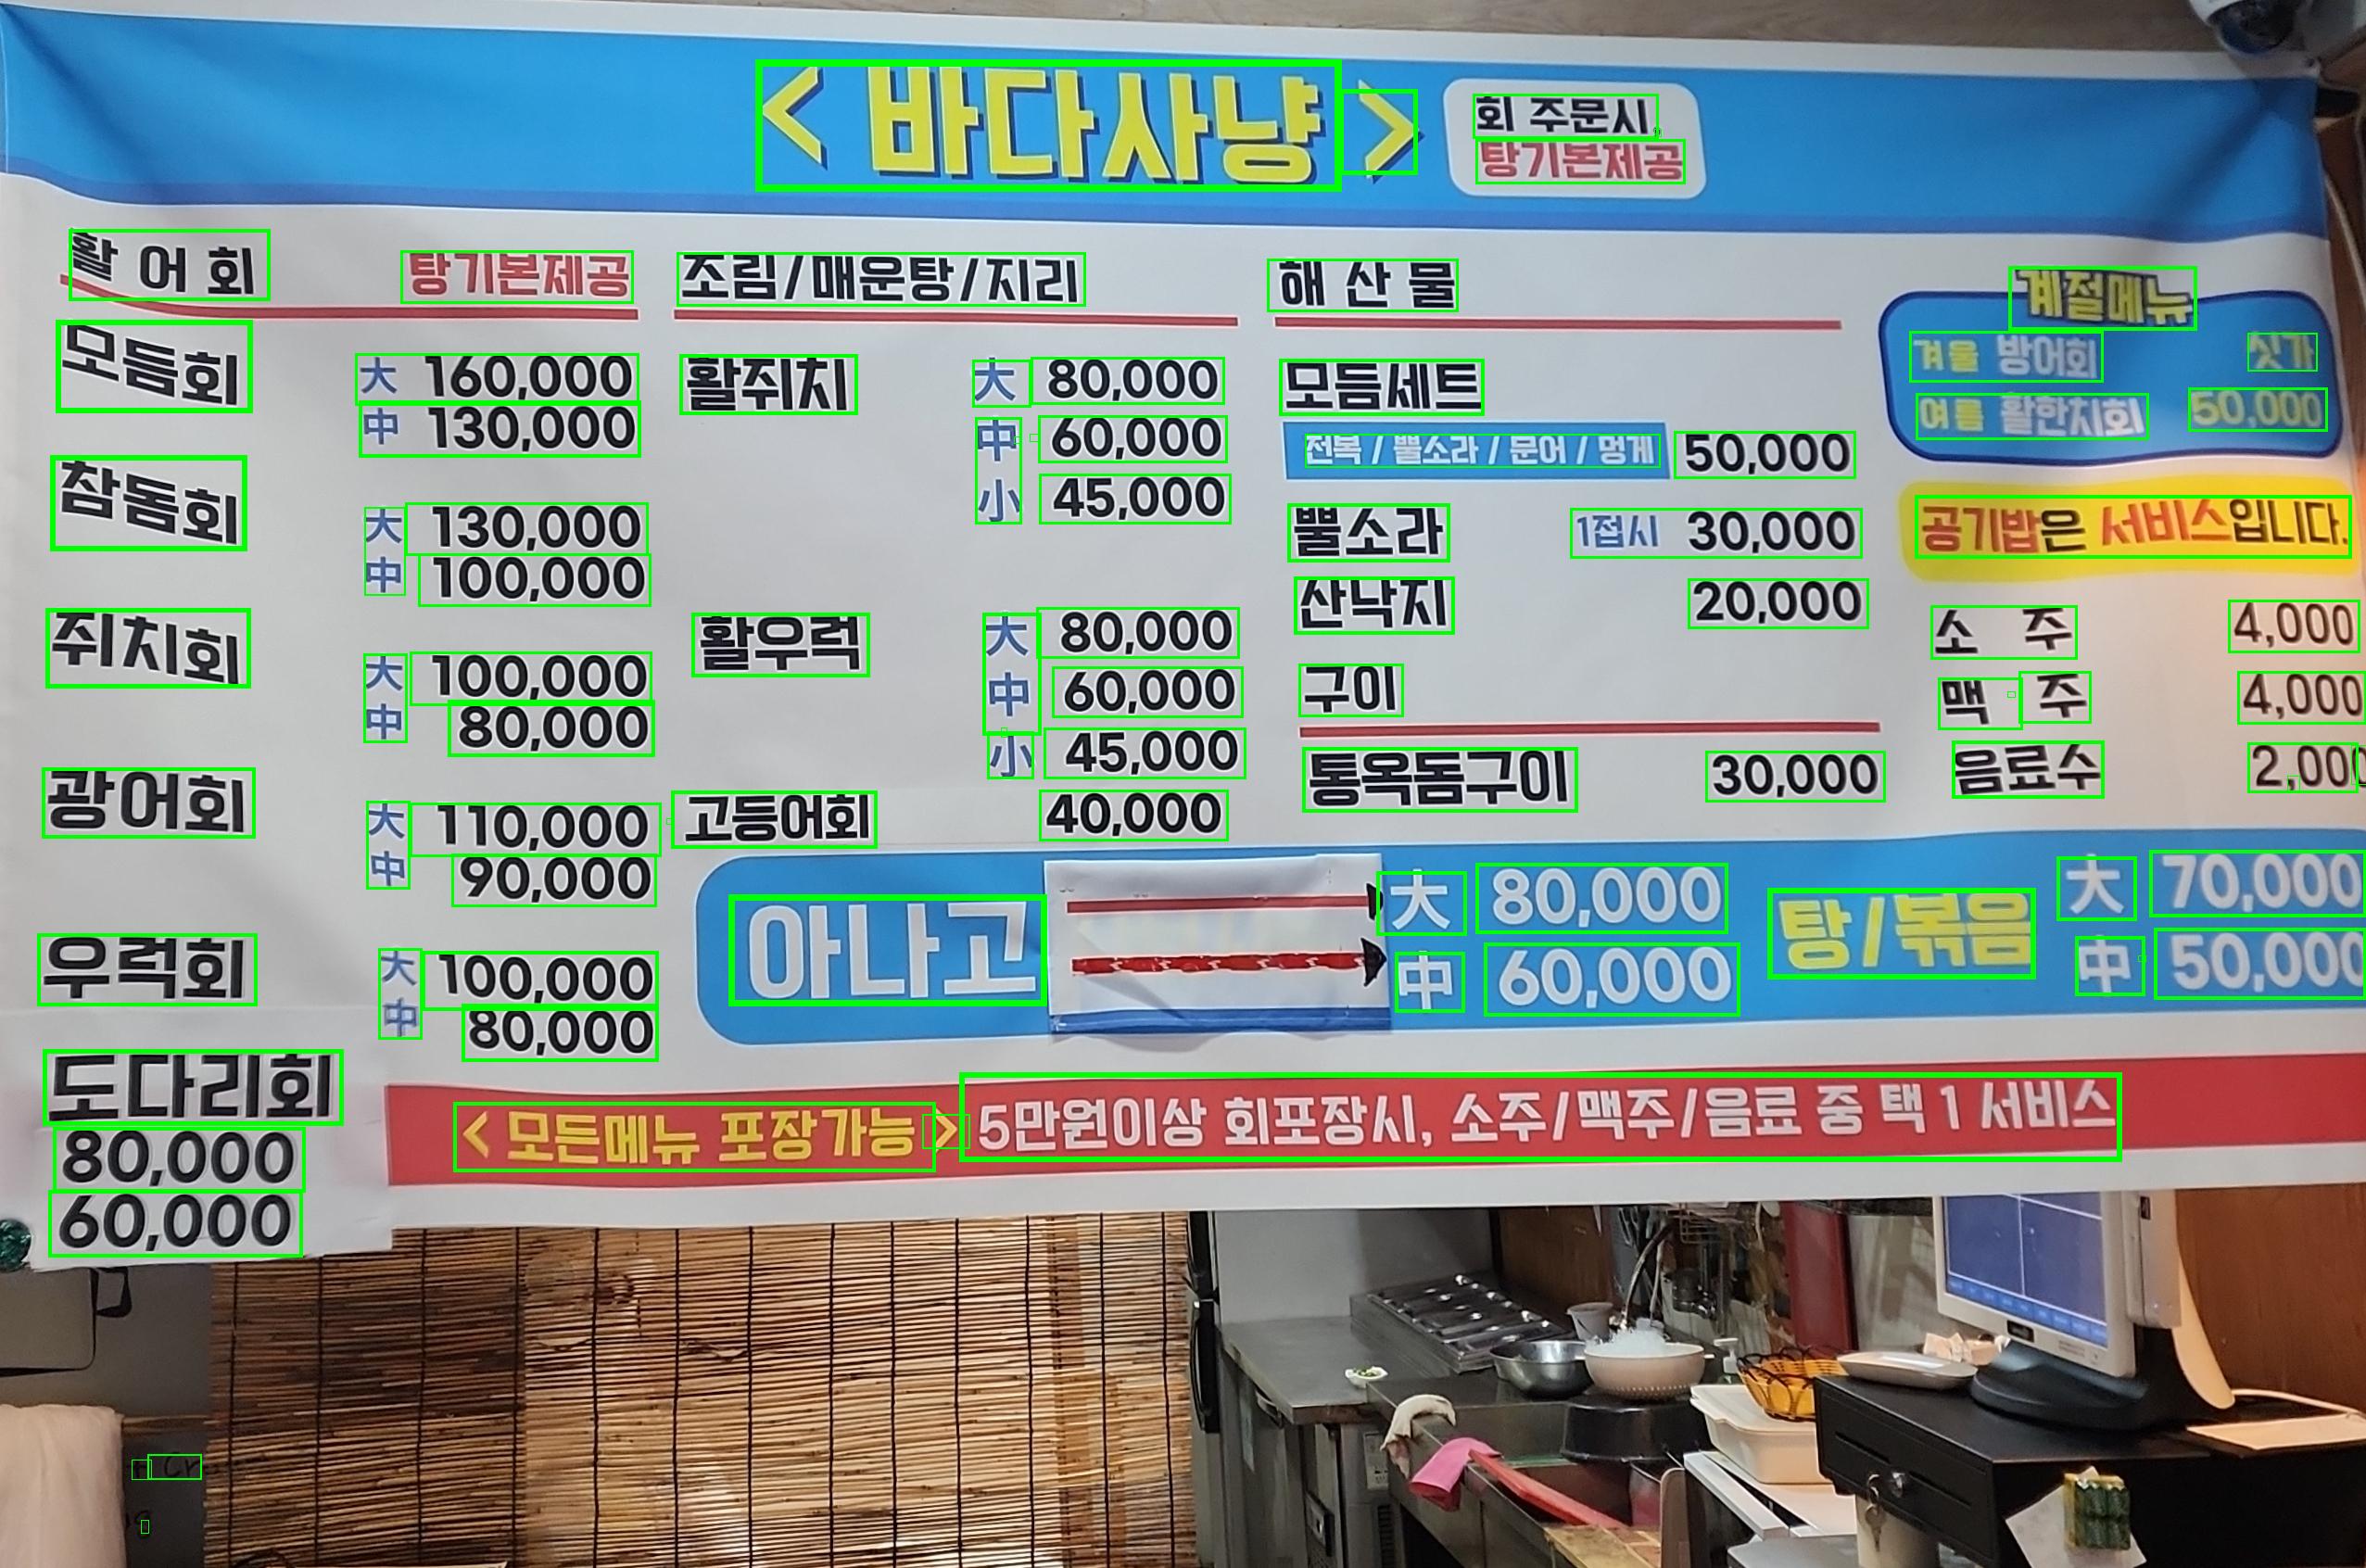 < 바다사냥 >
회 주문시
탕기본제공
활어회 탕기본제공
모듬회 大 160,000
中 130,000
참돔회 大 130,000
中 100,000
쥐치회 大 100,000
中 80,000
광어회 大 110,000
中 90,000
우럭회 大 100,000
中 80,000
도다리회
80,000
60,000
조림/매운탕/지리
활쥐치 大 80,000
中 60,000
小 45,000
활우럭 大 80,000
中 60,000
小 45,000
고등어회 40,000
해산물
모듬세트
전복 / 뿔소라 / 문어 / 멍게 50,000
뿔소라 1접시 30,000
산낙지 20,000
구이
통옥돔구이 30,000
계절메뉴
겨울 방어회 싯가
여름 활한치회 50,000
공기밥은 서비스입니다.
소 주 4,000
맥 주 4,000
음료수 2,000
아나고 大 80,000
中 60,000
탕/볶음 大 70,000
中 50,000
< 모든메뉴 포장가능 > 5만원이상 회포장시, 소주/맥주/음료 중 택 1 서비스